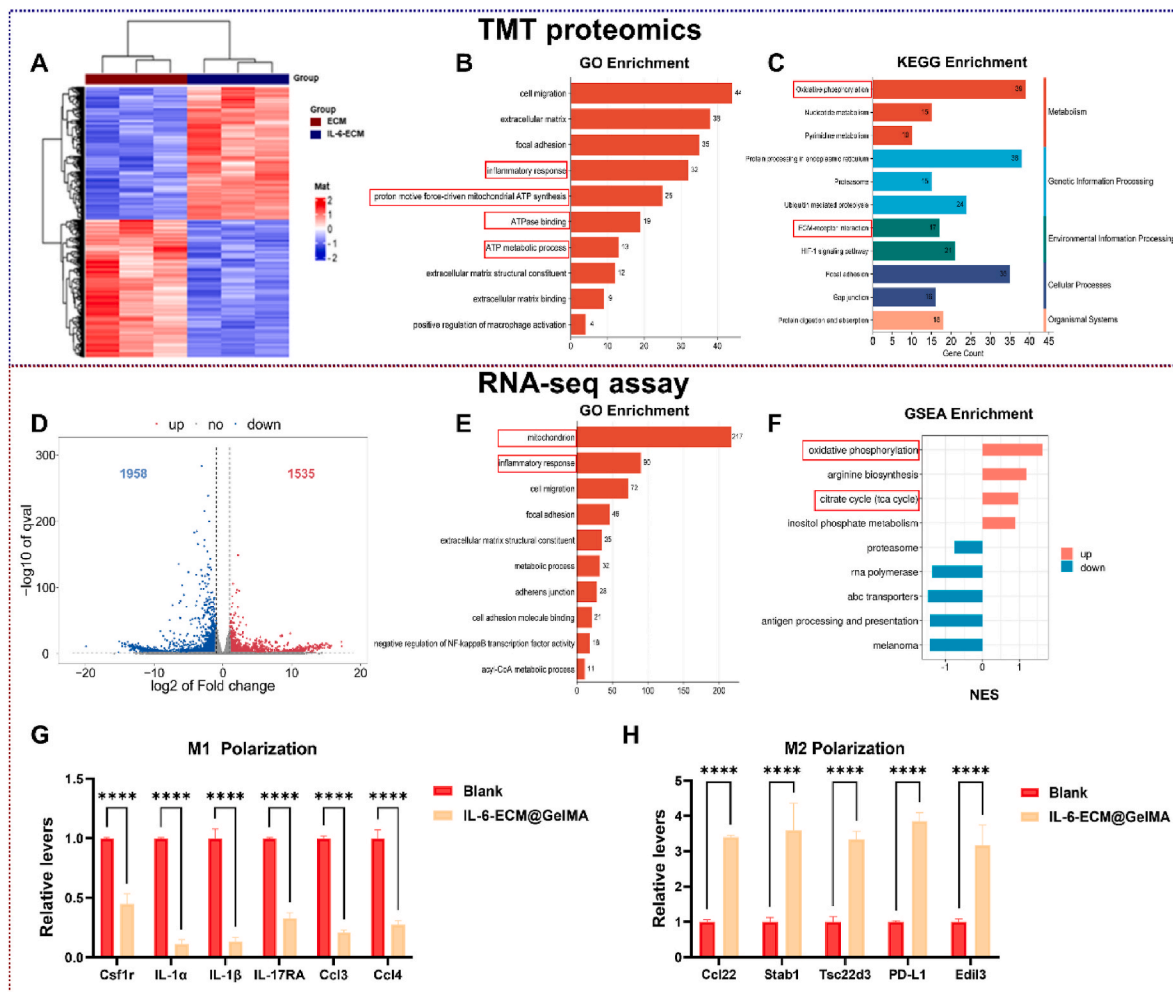 TMT proteomics
A
Group
Group
ECM
IL-6-ECM
Mat
2
1
0
-1
-2
B
GO Enrichment
cell migration
44
extracellular matrix
38
focal adhesion
35
inflammatory response
32
proton motive force-driven mitochondrial ATP synthesis
25
ATPase binding
19
ATP metabolic process
13
extracellular matrix structural constituent
12
extracellular matrix binding
9
positive regulation of macrophage activation
4
0 10 20 30 40
C
KEGG Enrichment
Oxidative phosphorylation
39
Nucleotide metabolism
15
Pyrimidine metabolism
10
Metabolism
Protein processing in endoplasmic reticulum
38
Proteasome
15
Ubiquitin mediated proteolysis
24
Genetic Information Processing
ECM-receptor interaction
17
HIF-1 signaling pathway
21
Environmental Information Processing
Focal adhesion
35
Gap junction
16
Cellular Processes
Protein digestion and absorption
18
Organismal Systems
0 5 10 15 20 25 30 35 40 45
Gene Count
RNA-seq assay
D
up no down
1958
1535
300
200
100
0
-20 -10 0 10 20
−log10 of qval
log2 of Fold change
E
GO Enrichment
mitochondrion
217
inflammatory response
90
cell migration
72
focal adhesion
46
extracellular matrix structural constituent
35
metabolic process
32
adherens junction
28
cell adhesion molecule binding
21
negative regulation of NF-kappaB transcription factor activity
18
acyl-CoA metabolic process
11
0 50 100 150 200
F
GSEA Enrichment
oxidative phosphorylation
arginine biosynthesis
citrate cycle (tca cycle)
inositol phosphate metabolism
proteasome
rna polymerase
abc transporters
antigen processing and presentation
melanoma
up
down
-1 0 1
NES
G
M1 Polarization
Relative levers
1.5
1.0
0.5
0.0
**** **** **** **** **** ****
Csf1r IL-1α IL-1β IL-17RA Ccl3 Ccl4
Blank
IL-6-ECM@GelMA
H
M2 Polarization
Relative levers
5
4
3
2
1
0
**** **** **** **** ****
Ccl22 Stab1 Tsc22d3 PD-L1 Edil3
Blank
IL-6-ECM@GelMA